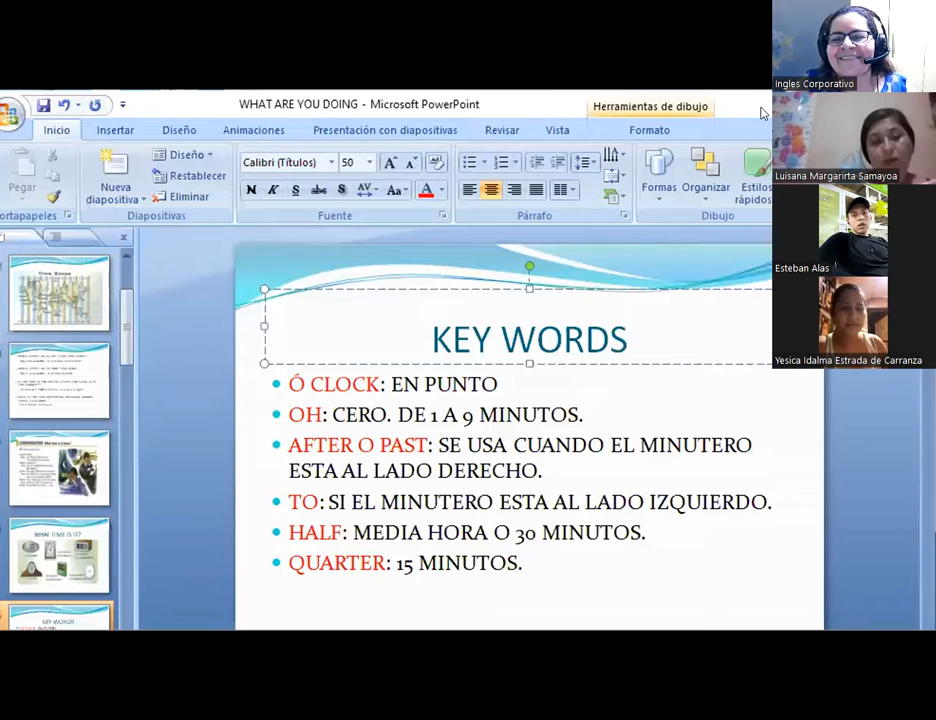 WHAT ARE YOU DOING - Microsoft PowerPoint
Herramientas de dibujo
Inicio
Insertar
Diseño
Animaciones
Presentación con diapositivas
Revisar
Vista
Formato
Pegar
Nueva diapositiva
Diseño
Restablecer
Eliminar
Calibri (Títulos)
50
Formas
Organizar
Estilos rápidos
ortapapeles
Diapositivas
Fuente
Párrafo
Dibujo
Ingles Corporativo
Luisana Margarirta Samayoa
Esteban Alas
Yesica Idalma Estrada de Carranza
WHAT TIME IS IT?
KEY WORDS
KEY WORDS
Ó CLOCK: EN PUNTO
OH: CERO. DE 1 A 9 MINUTOS.
AFTER O PAST: SE USA CUANDO EL MINUTERO
ESTA AL LADO DERECHO.
TO: SI EL MINUTERO ESTA AL LADO IZQUIERDO.
HALF: MEDIA HORA O 30 MINUTOS.
QUARTER: 15 MINUTOS.